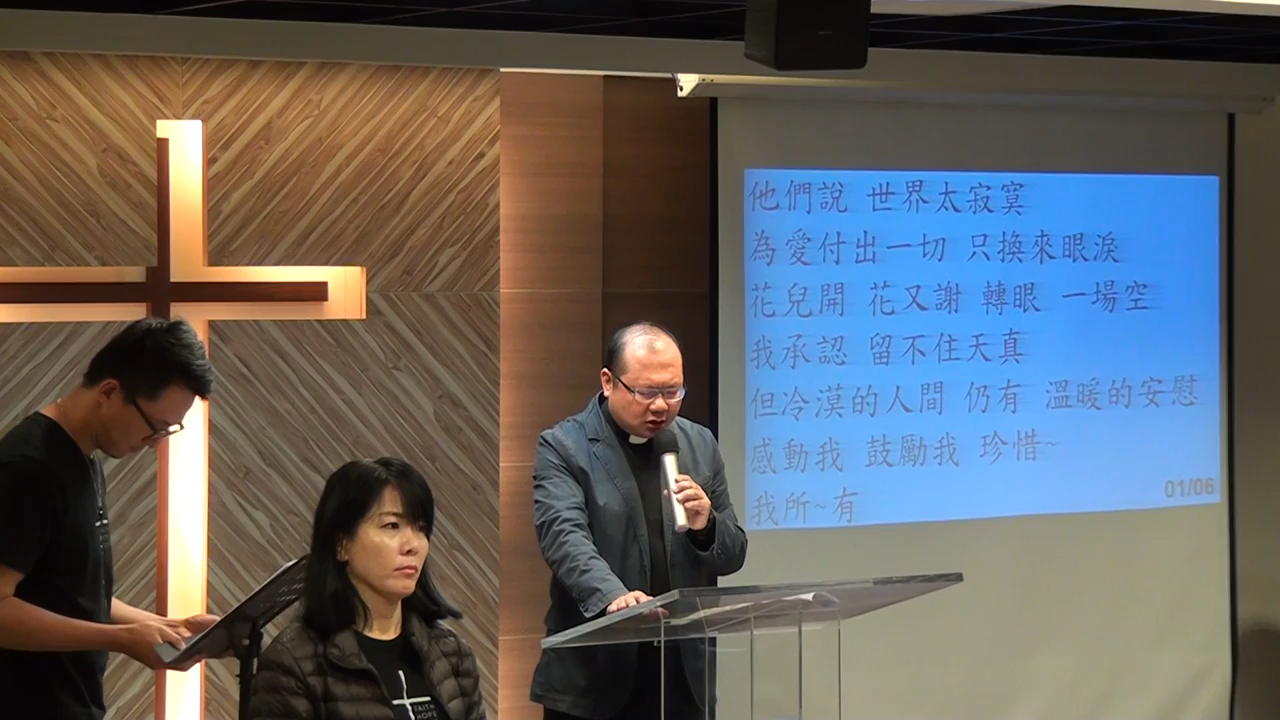 他們說 世界太寂寞
為愛付出一切 只換來眼淚
花兒開 花又謝 轉眼 一場空
我承認 留不住天真
但冷漠的人間 仍有 溫暖的安慰
感動我 鼓勵我 珍惜~
我所~有
01/06
FAITH
HOPE